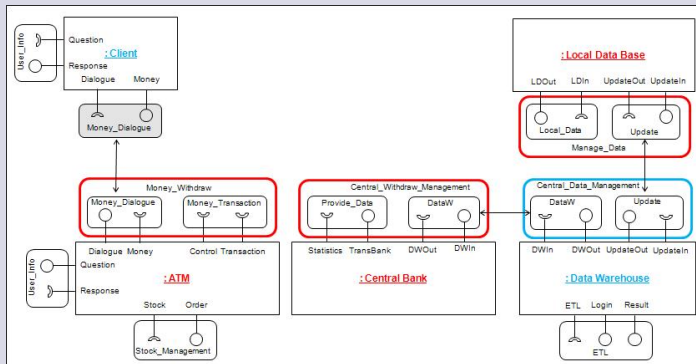 User_Info
Question
Response
:Client
Dialogue Money
Money_Dialogue
:Local Data Base
LDOut LDIn UpdateOut UpdateIn
Local_Data Update
Manage_Data
Money_Withdraw
Money_Dialogue Money_Transaction
Dialogue Money Control Transaction
User_Info
Question
Response
:ATM
Stock Order
Stock_Management
Central_Withdraw_Management
Provide_Data DataW
Statistics TransBank DWOut DWIn
:Central Bank
Central_Data_Management
DataW Update
DWIn DWOut UpdateOut UpdateIn
:Data Warehouse
ETL Login Result
ETL